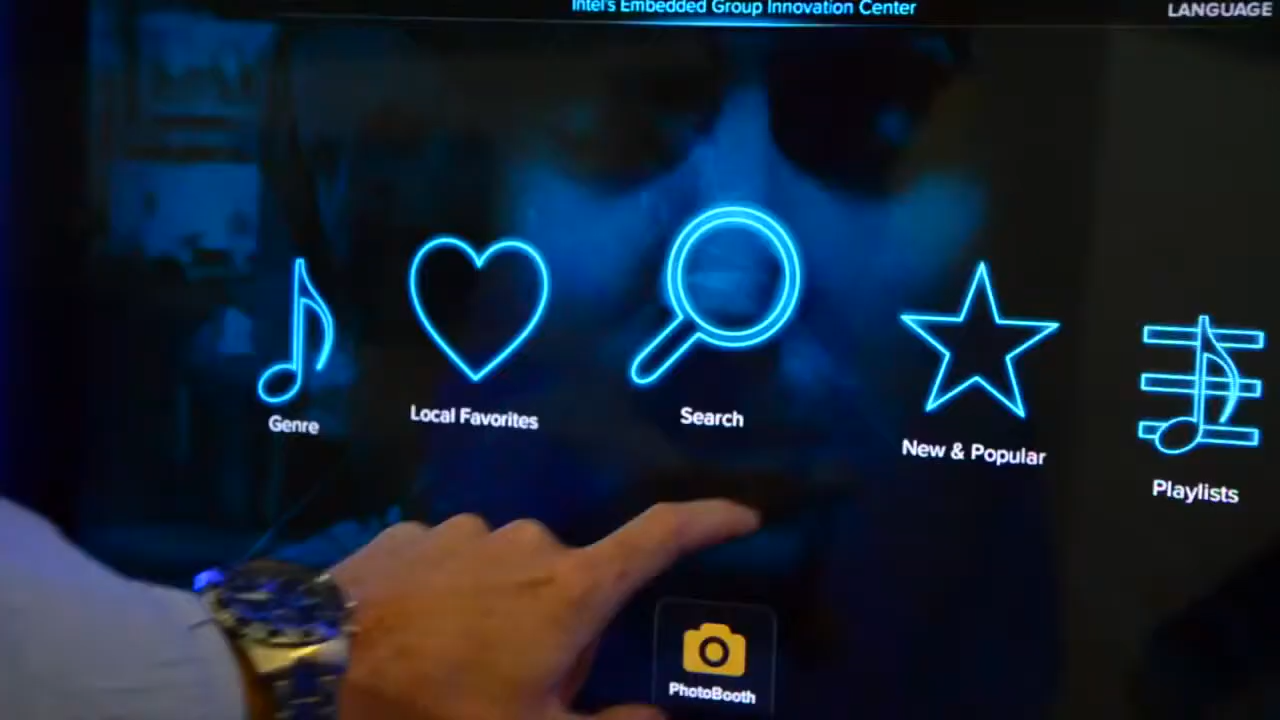 Intel's Embedded Group Innovation Center
LANGUAGE
Genre
Local Favorites
Search
New & Popular
Playlists
PhotoBooth